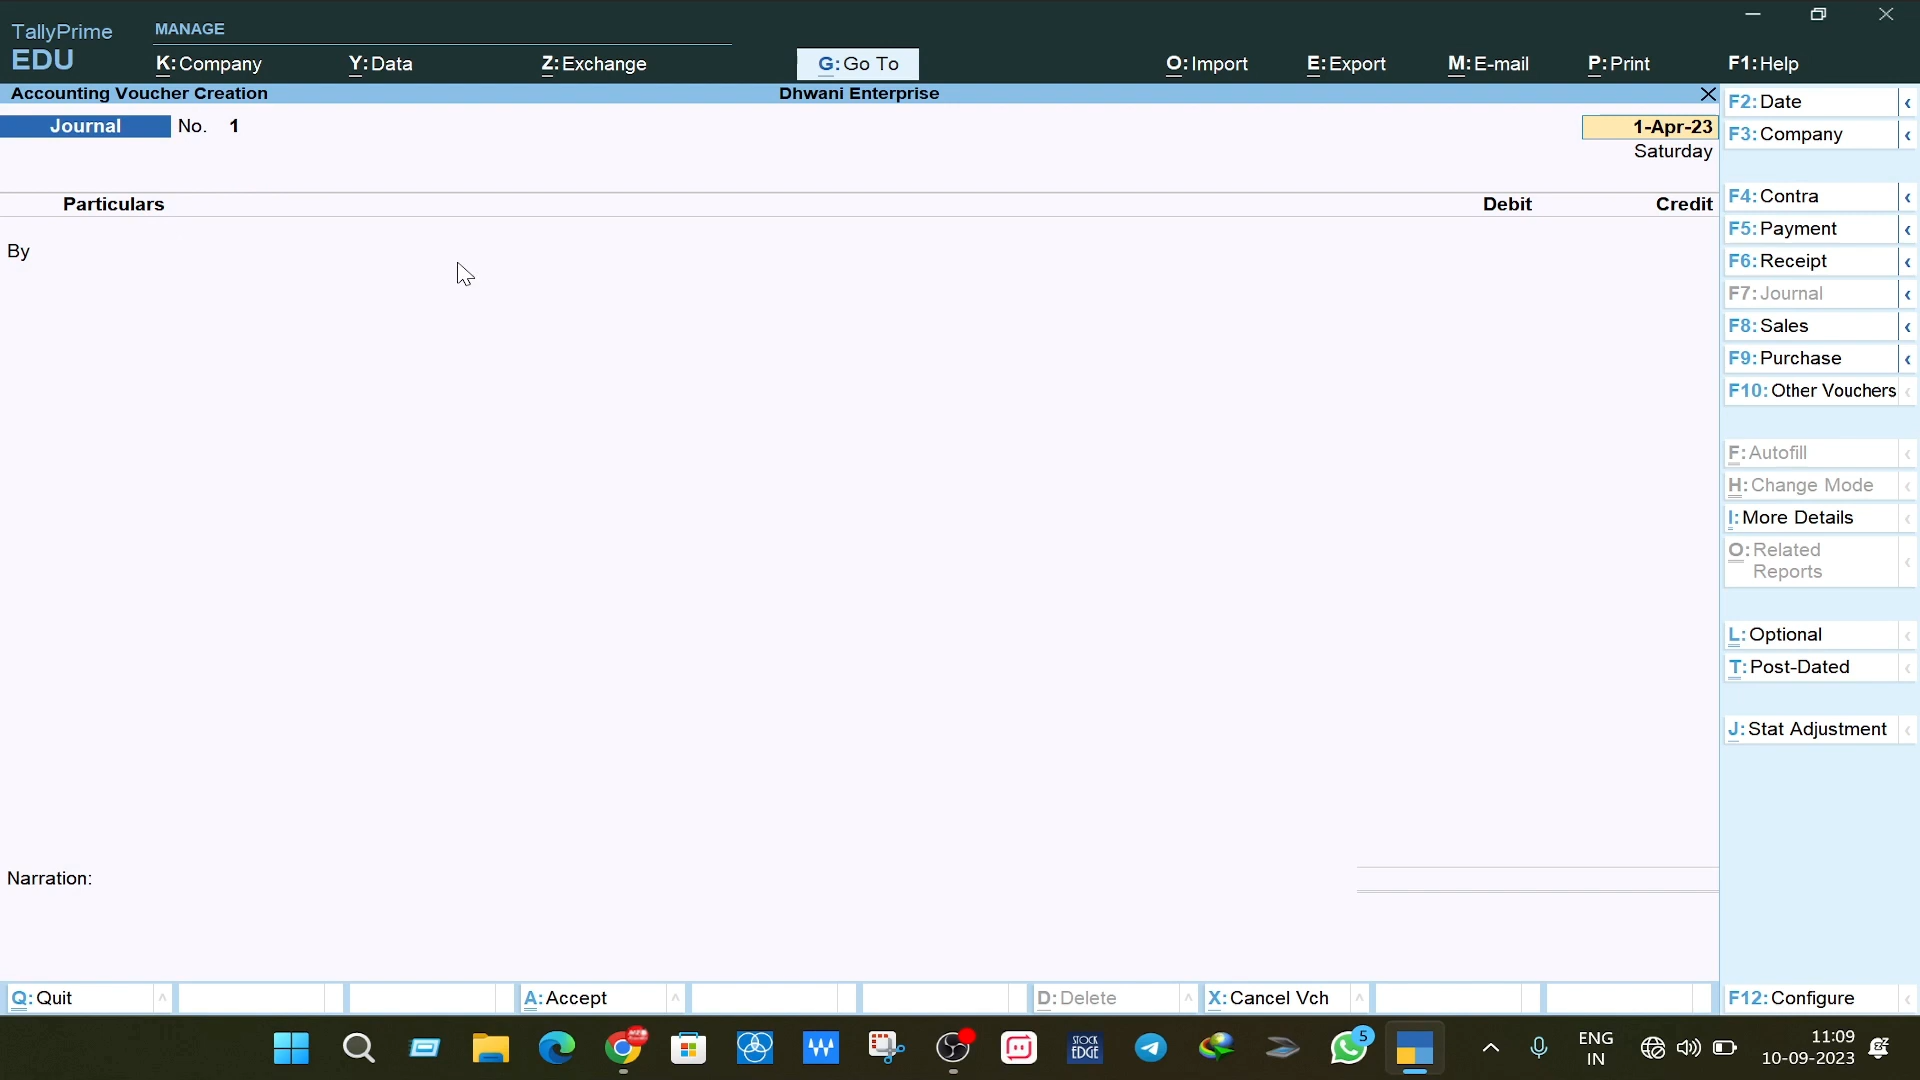 TallyPrime
EDU
MANAGE
K:Company
Y:Data
Z:Exchange
G:Go To
O:Import
E:Export
M:E-mail
P:Print
F1:Help
Accounting Voucher Creation
Dhwani Enterprise
Journal No. 1
1-Apr-23
Saturday
Particulars
Debit
Credit
By
Narration:
F2:Date
F3:Company
F4:Contra
F5:Payment
F6:Receipt
F7:Journal
F8:Sales
F9:Purchase
F10:Other Vouchers
F:Autofill
H:Change Mode
I:More Details
O:Related
Reports
L:Optional
T:Post-Dated
J:Stat Adjustment
F12:Configure
Q:Quit
A:Accept
D:Delete
X:Cancel Vch
STOCK
EDGE
5
ENG
IN
11:09
10-09-2023